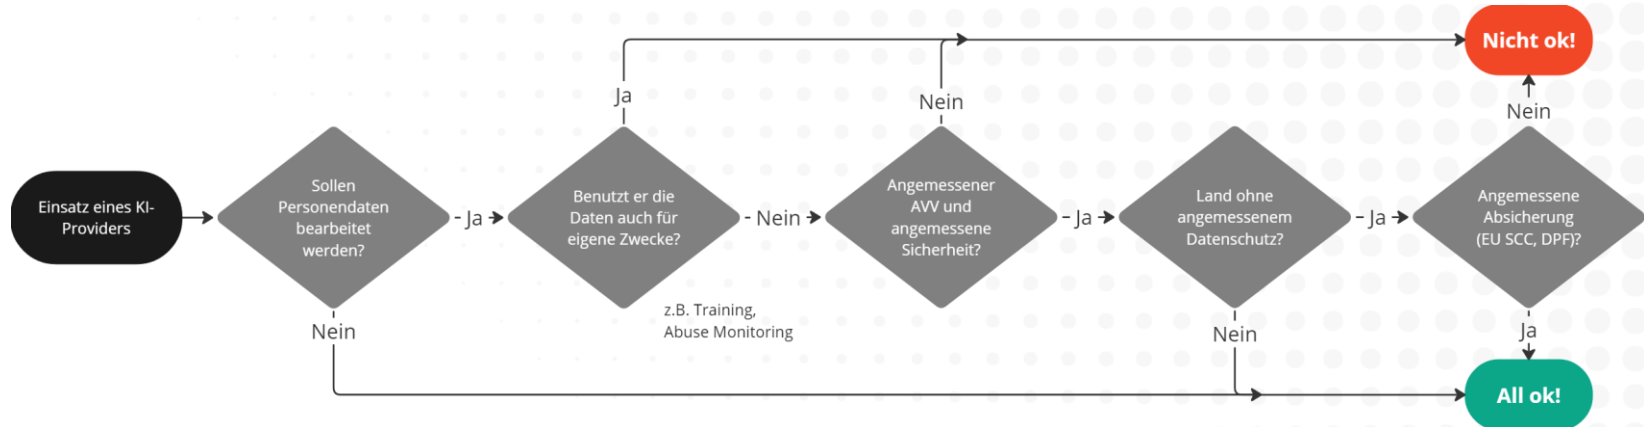 Nicht ok!
Ja
Nein
Nein
Einsatz eines KI-
Providers
Sollen
Personendaten
bearbeitet
werden?
Ja
Benutzt er die
Daten auch für
eigene Zwecke?
Nein
Angemessener
AVV und
angemessene
Sicherheit?
Ja
Land ohne
angemessenem
Datenschutz?
Ja
Angemessene
Absicherung
(EU SCC, DPF)?
z.B. Training,
Abuse Monitoring
Nein
Nein
Ja
All ok!